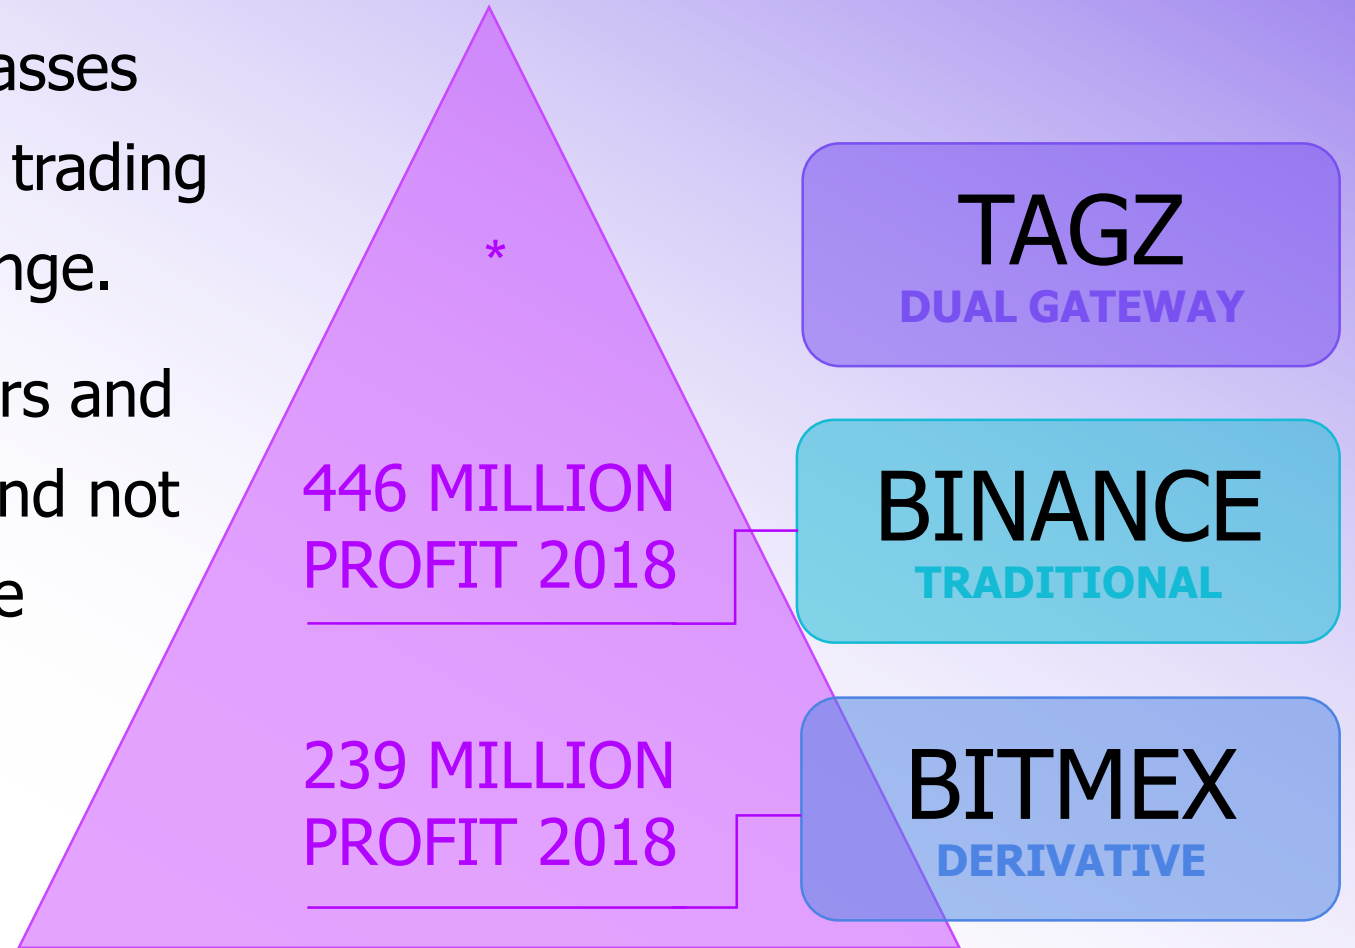 trading
nge.
rs and
nd not
e
*
446 MILLION
PROFIT 2018
239 MILLION
PROFIT 2018
TAGZ
DUAL GATEWAY
BINANCE
TRADITIONAL
BITMEX
DERIVATIVE